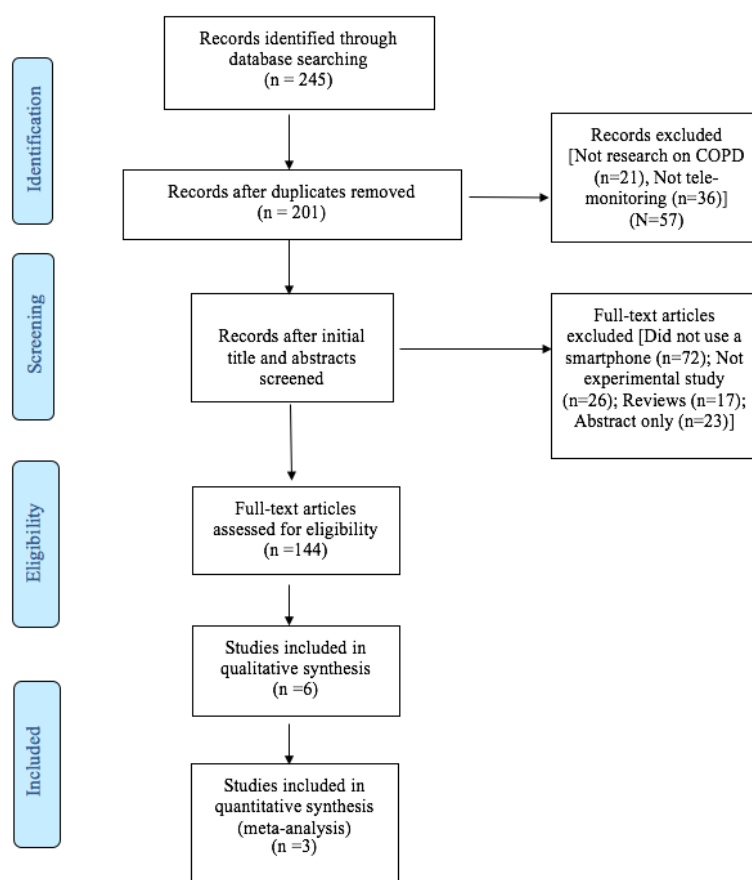 Identification
Records identified through
database searching
(n = 245)
Records after duplicates removed
(n = 201)
Records excluded
[Not research on COPD
(n=21), Not tele-
monitoring (n=36)]
(N=57)
Screening
Records after initial
title and abstracts
screened
Full-text articles
excluded [Did not use a
smartphone (n=72); Not
experimental study
(n=26); Reviews (n=17);
Abstract only (n=23)]
Eligibility
Full-text articles
assessed for eligibility
(n =144)
Studies included in
qualitative synthesis
(n =6)
Included
Studies included in
quantitative synthesis
(meta-analysis)
(n =3)